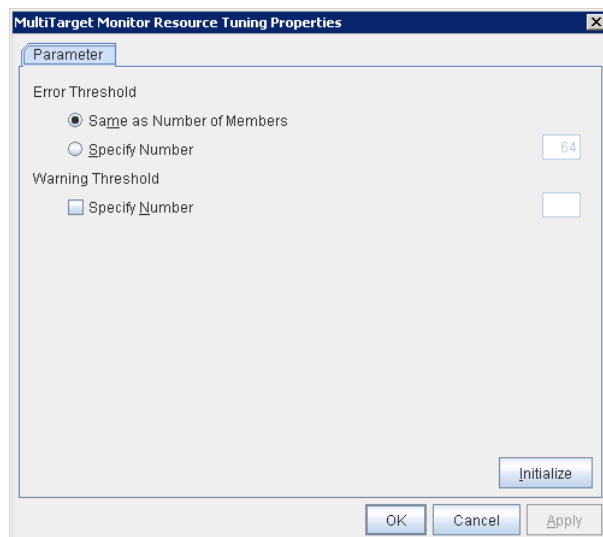 MultiTarget Monitor Resource Tuning Properties
Parameter
Error Threshold
Same as Number of Members
Specify Number 64
Warning Threshold
Specify Number
Initialize
OK Cancel Apply